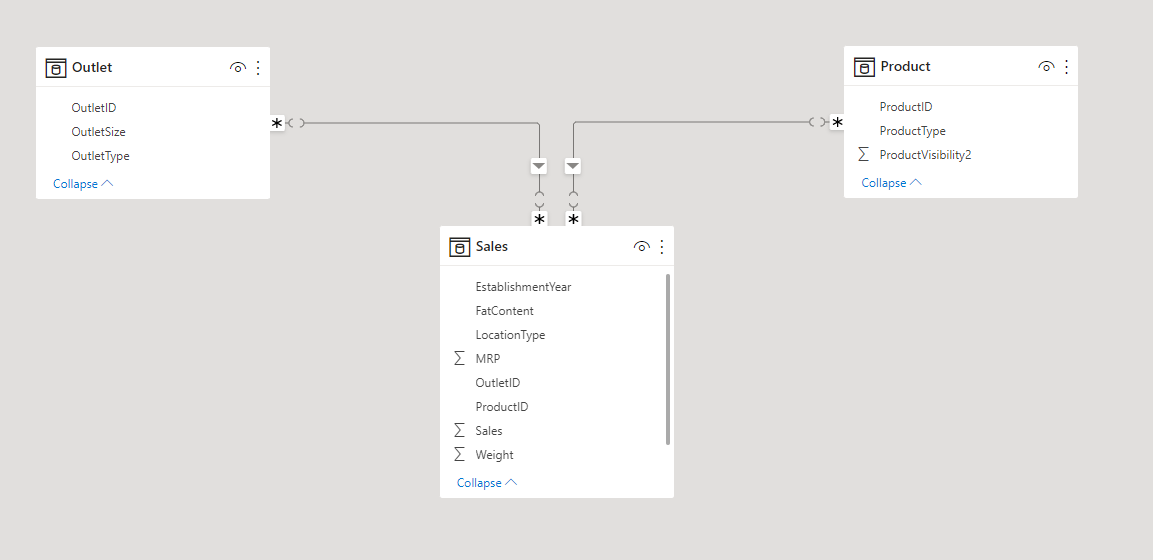 Outlet
OutletID
OutletSize
OutletType
Collapse
Product
ProductID
ProductType
∑ ProductVisibility2
Collapse
* *
* *
Sales
EstablishmentYear
FatContent
LocationType
∑ MRP
OutletID
ProductID
∑ Sales
∑ Weight
Collapse